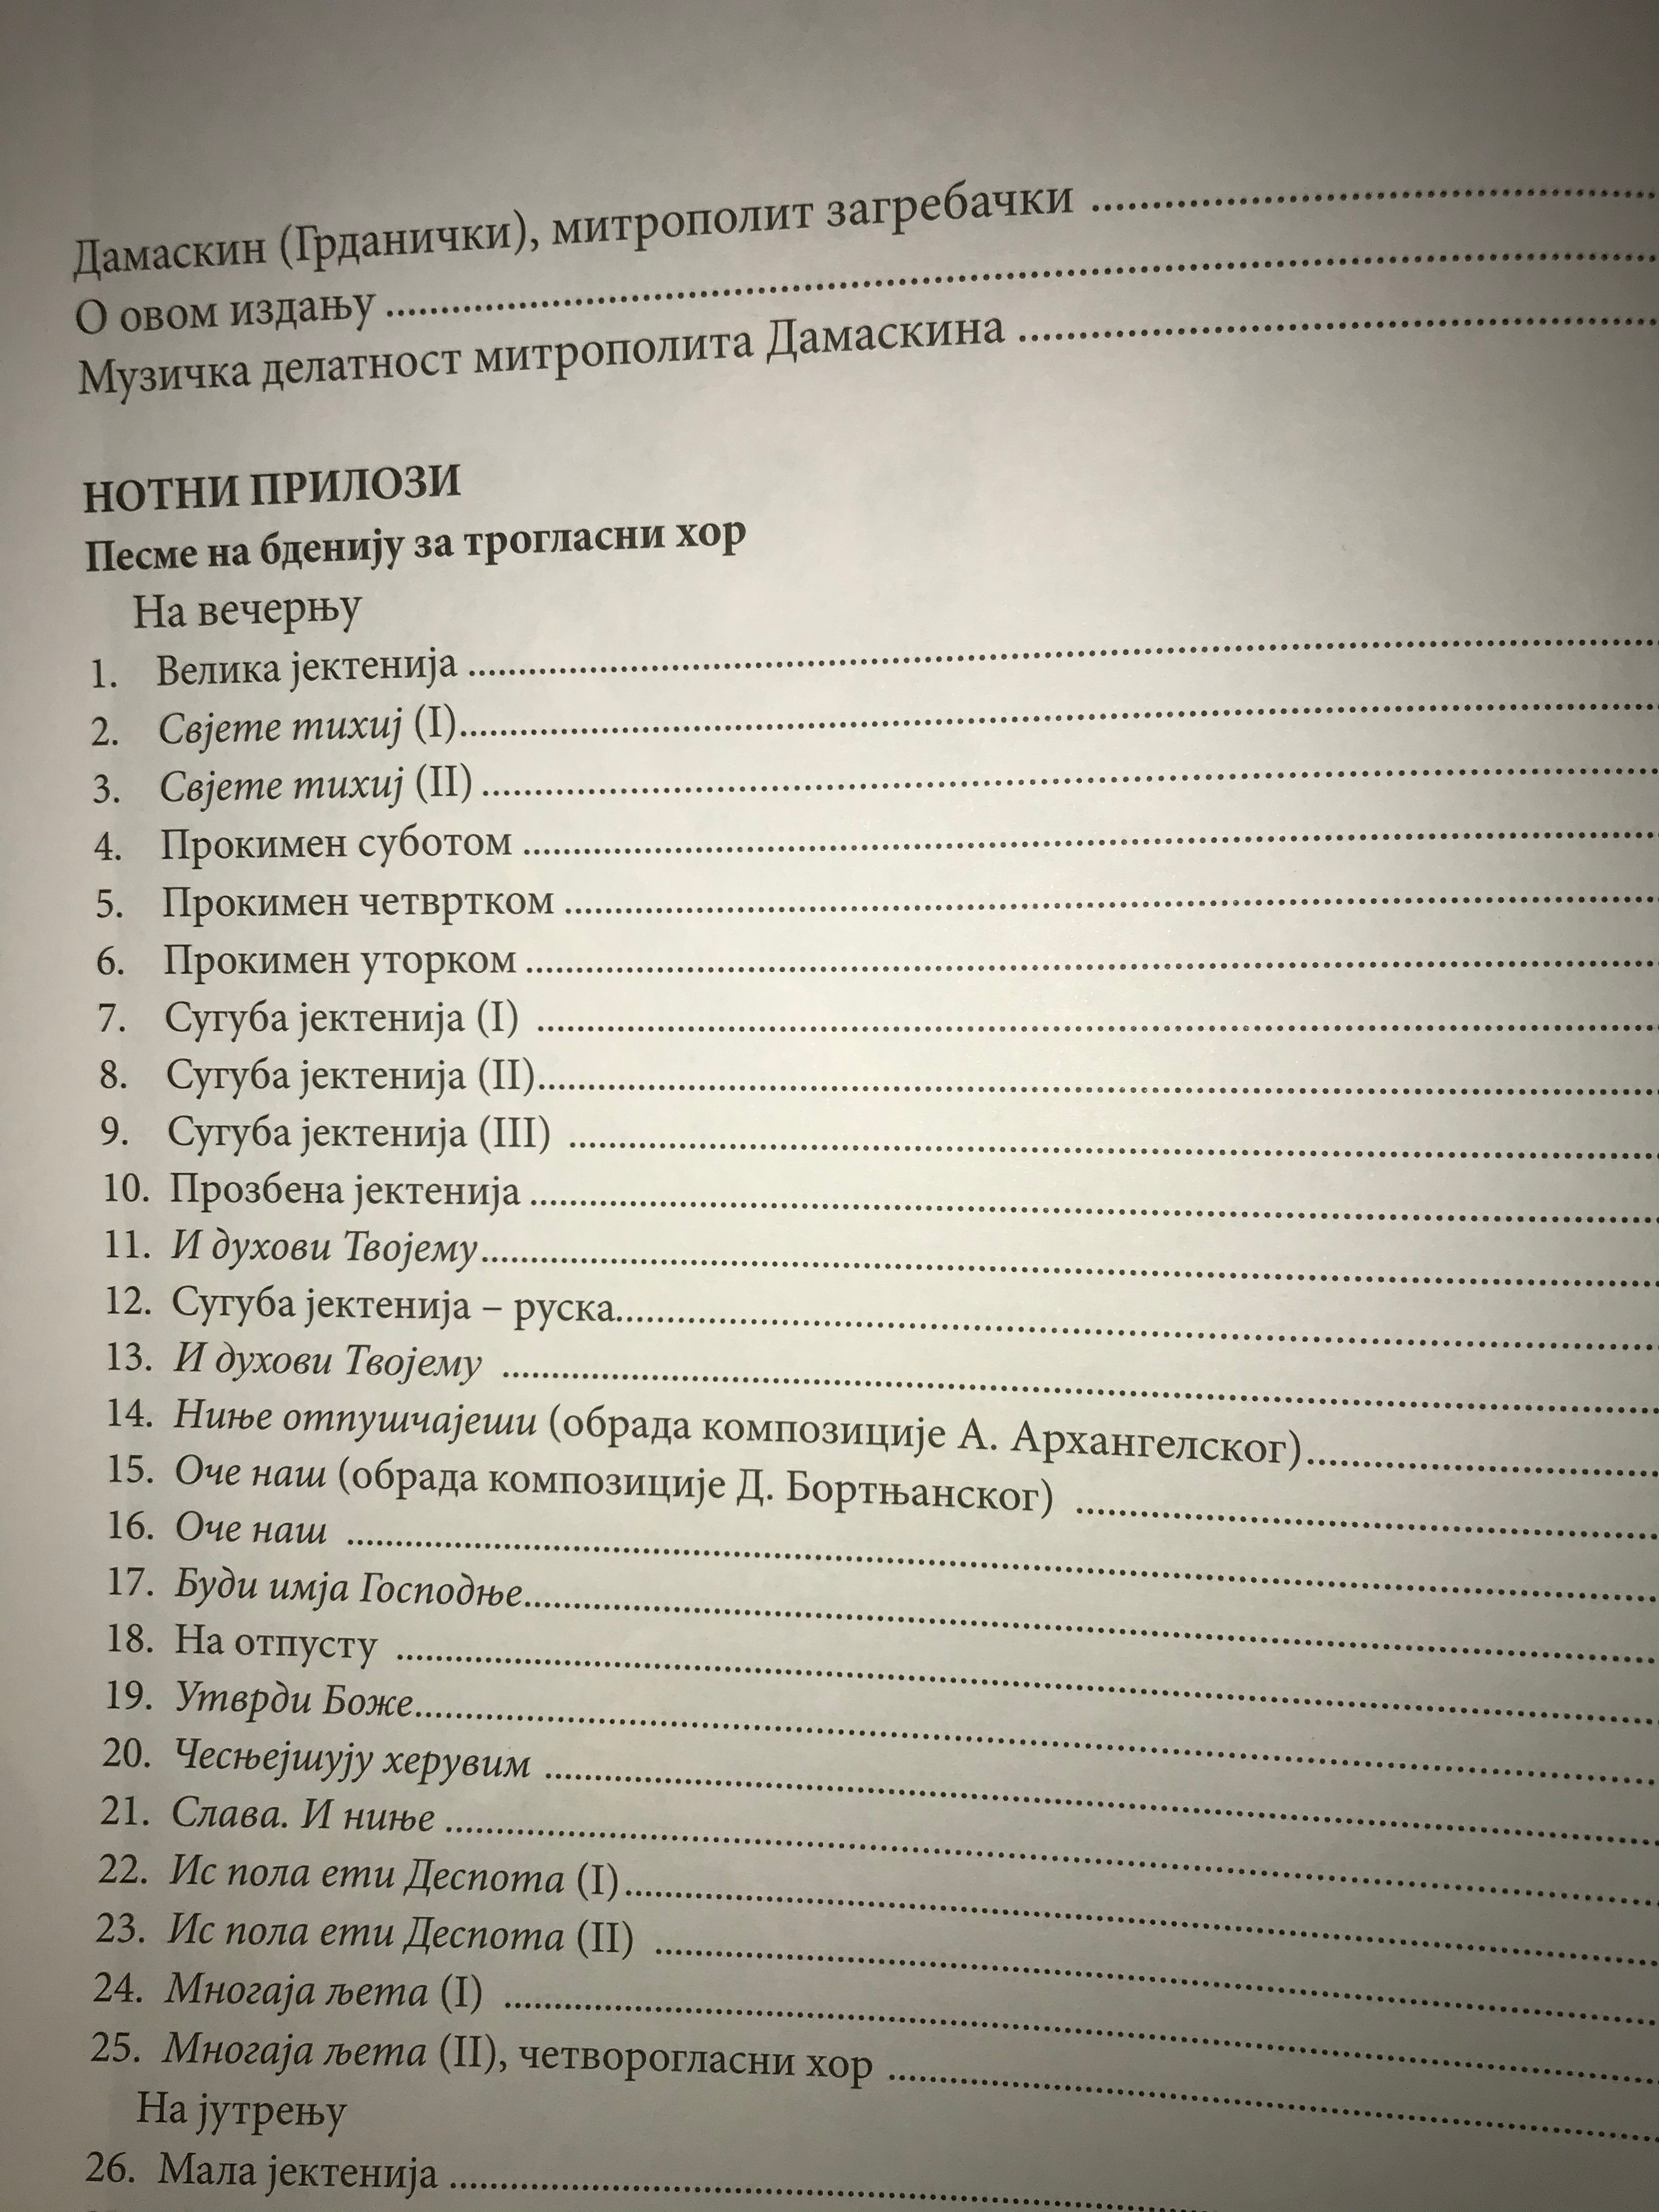 Дамаскин (Грданички), митрополит загребачки ........................................
О овом издању ........................................
Музичка делатност митрополита Дамаскина ........................................
НОТНИ ПРИЛОЗИ
Песме на бденију за трогласни хор
На вечерњу
1. Велика јектенија ........................................
2. Свјете тихиј (I)........................................
3. Свјете тихиј (II) ........................................
4. Прокимен суботом ........................................
5. Прокимен четвртком ........................................
6. Прокимен уторком ........................................
7. Сугуба јектенија (I) ........................................
8. Сугуба јектенија (II)........................................
9. Сугуба јектенија (III) ........................................
10. Прозбена јектенија ........................................
11. И духови Твојему........................................
12. Сугуба јектенија – руска........................................
13. И духови Твојему ........................................
14. Ниње отпушчајеши (обрада композиције А. Архангелског)........................................
15. Оче наш (обрада композиције Д. Бортњанског) ........................................
16. Оче наш ........................................
17. Буди имја Господње........................................
18. На отпусту ........................................
19. Утврди Боже........................................
20. Чесњејшују херувим ........................................
21. Слава. И ниње ........................................
22. Ис пола ети Деспота (I)........................................
23. Ис пола ети Деспота (II) ........................................
24. Многаја љета (I) ........................................
25. Многаја љета (II), четворогласни хор ........................................
На јутрењу
26. Мала јектенија ........................................